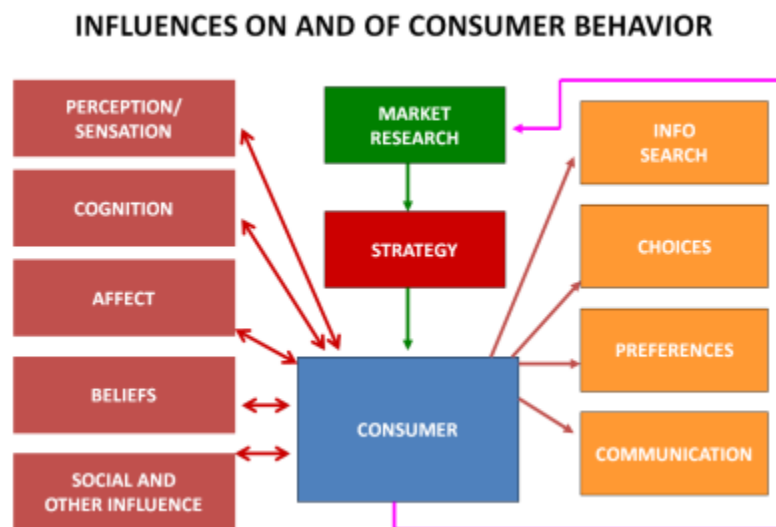 INFLUENCES ON AND OF CONSUMER BEHAVIOR
PERCEPTION/
SENSATION
COGNITION
AFFECT
BELIEFS
SOCIAL AND
OTHER INFLUENCE
MARKET
RESEARCH
STRATEGY
CONSUMER
INFO
SEARCH
CHOICES
PREFERENCES
COMMUNICATION